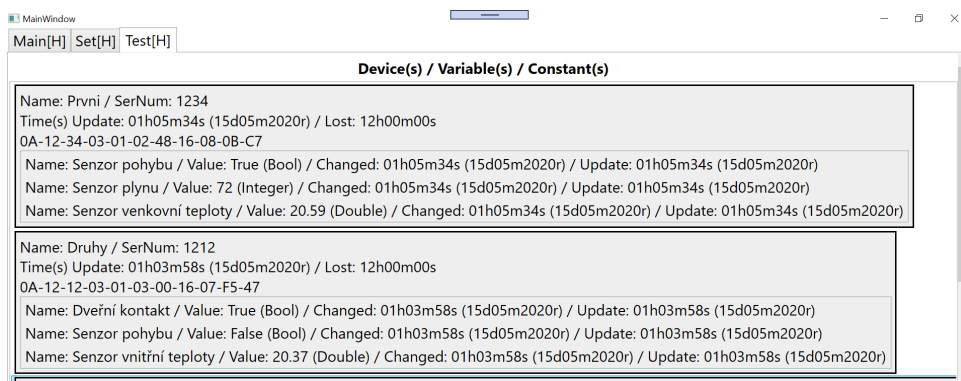 MainWindow
Main[H] Set[H] Test[H]
Device(s) / Variable(s) / Constant(s)
Name: Prvni / SerNum: 1234
Time(s) Update: 01h05m34s (15d05m2020r) / Lost: 12h00m00s
0A-12-34-03-01-02-48-16-08-0B-C7
Name: Senzor pohybu / Value: True (Bool) / Changed: 01h05m34s (15d05m2020r) / Update: 01h05m34s (15d05m2020r)
Name: Senzor plynu / Value: 72 (Integer) / Changed: 01h05m34s (15d05m2020r) / Update: 01h05m34s (15d05m2020r)
Name: Senzor venkovní teploty / Value: 20.59 (Double) / Changed: 01h05m34s (15d05m2020r) / Update: 01h05m34s (15d05m2020r)
Name: Druhy / SerNum: 1212
Time(s) Update: 01h03m58s (15d05m2020r) / Lost: 12h00m00s
0A-12-12-03-01-03-00-16-07-F5-47
Name: Dveřní kontakt / Value: True (Bool) / Changed: 01h03m58s (15d05m2020r) / Update: 01h03m58s (15d05m2020r)
Name: Senzor pohybu / Value: False (Bool) / Changed: 01h03m58s (15d05m2020r) / Update: 01h03m58s (15d05m2020r)
Name: Senzor vnitřní teploty / Value: 20.37 (Double) / Changed: 01h03m58s (15d05m2020r) / Update: 01h03m58s (15d05m2020r)